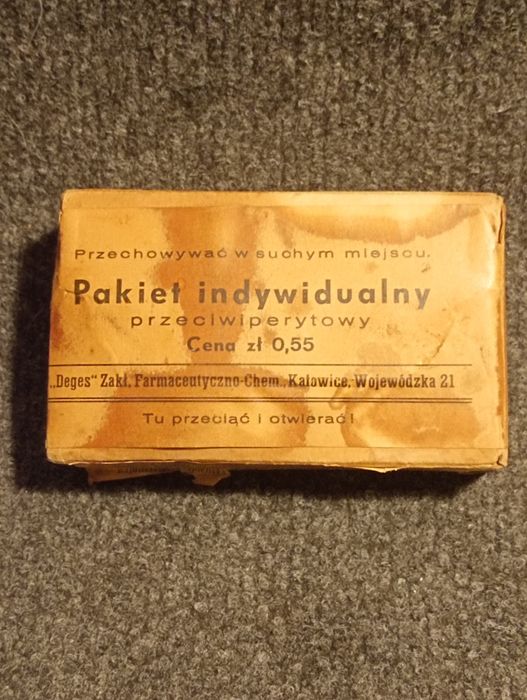 Przechowywać w suchym miejscu.
Pakiet indywidualny
przeciwiperytowy
Cena zł 0,55
„Deges" Zakł. Farmaceutyczno-Chem., Katowice, Wojewódzka 21
Tu przeciąć i otwierać!